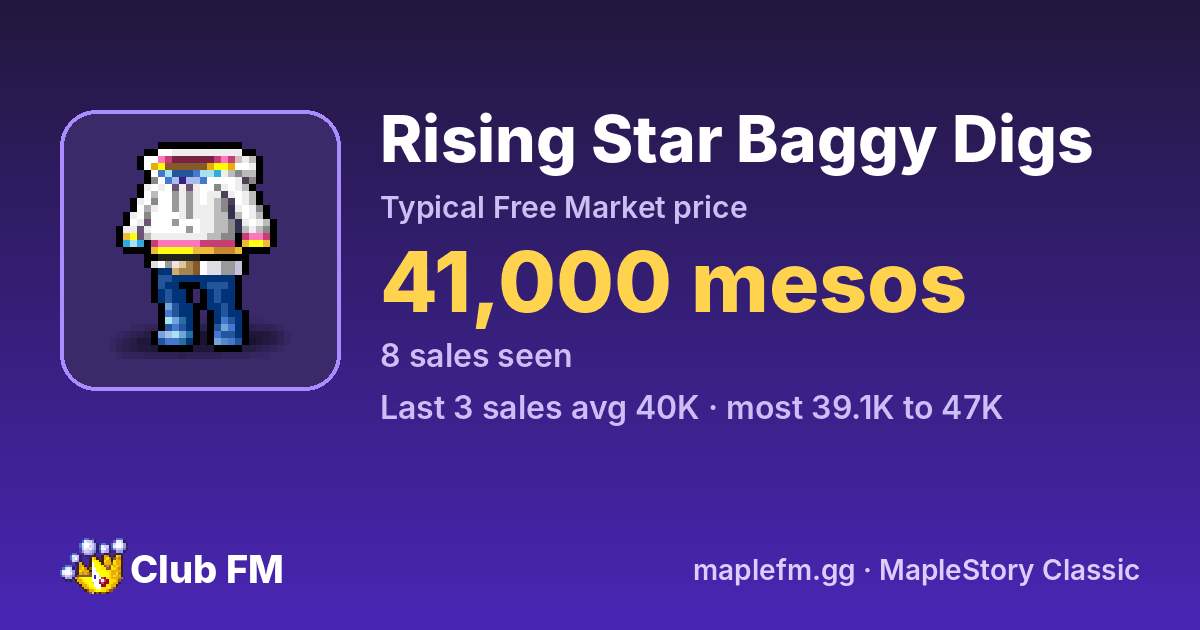 Rising Star Baggy Digs
Typical Free Market price
41,000 mesos
8 sales seen
Last 3 sales avg 40K · most 39.1K to 47K
Club FM
maplefm.gg · MapleStory Classic